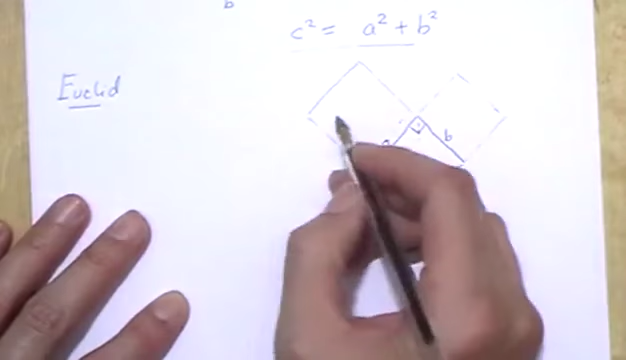 b
c² = a² + b²
Euclid
a b